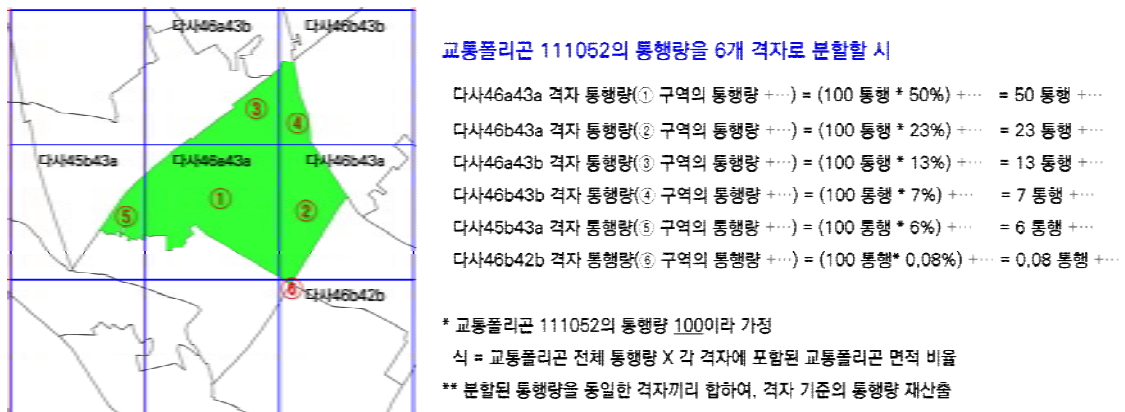 다사46a43b 다사46b43b
③
④
다사45b43a 다사46a43a 다사46b43a
①
②
⑤
⑥ 다사46b42b
교통폴리곤 111052의 통행량을 6개 격자로 분할할 시
다사46a43a 격자 통행량(① 구역의 통행량 +…) = (100 통행 * 50%) +… = 50 통행 +…
다사46b43a 격자 통행량(② 구역의 통행량 +…) = (100 통행 * 23%) +… = 23 통행 +…
다사46a43b 격자 통행량(③ 구역의 통행량 +…) = (100 통행 * 13%) +… = 13 통행 +…
다사46b43b 격자 통행량(④ 구역의 통행량 +…) = (100 통행 * 7%) +… = 7 통행 +…
다사45b43a 격자 통행량(⑤ 구역의 통행량 +…) = (100 통행 * 6%) +… = 6 통행 +…
다사46b42b 격자 통행량(⑥ 구역의 통행량 +…) = (100 통행* 0.08%) +… = 0.08 통행 +…
* 교통폴리곤 111052의 통행량 100이라 가정
식 = 교통폴리곤 전체 통행량 X 각 격자에 포함된 교통폴리곤 면적 비율
** 분할된 통행량을 동일한 격자끼리 합하여, 격자 기준의 통행량 재산출